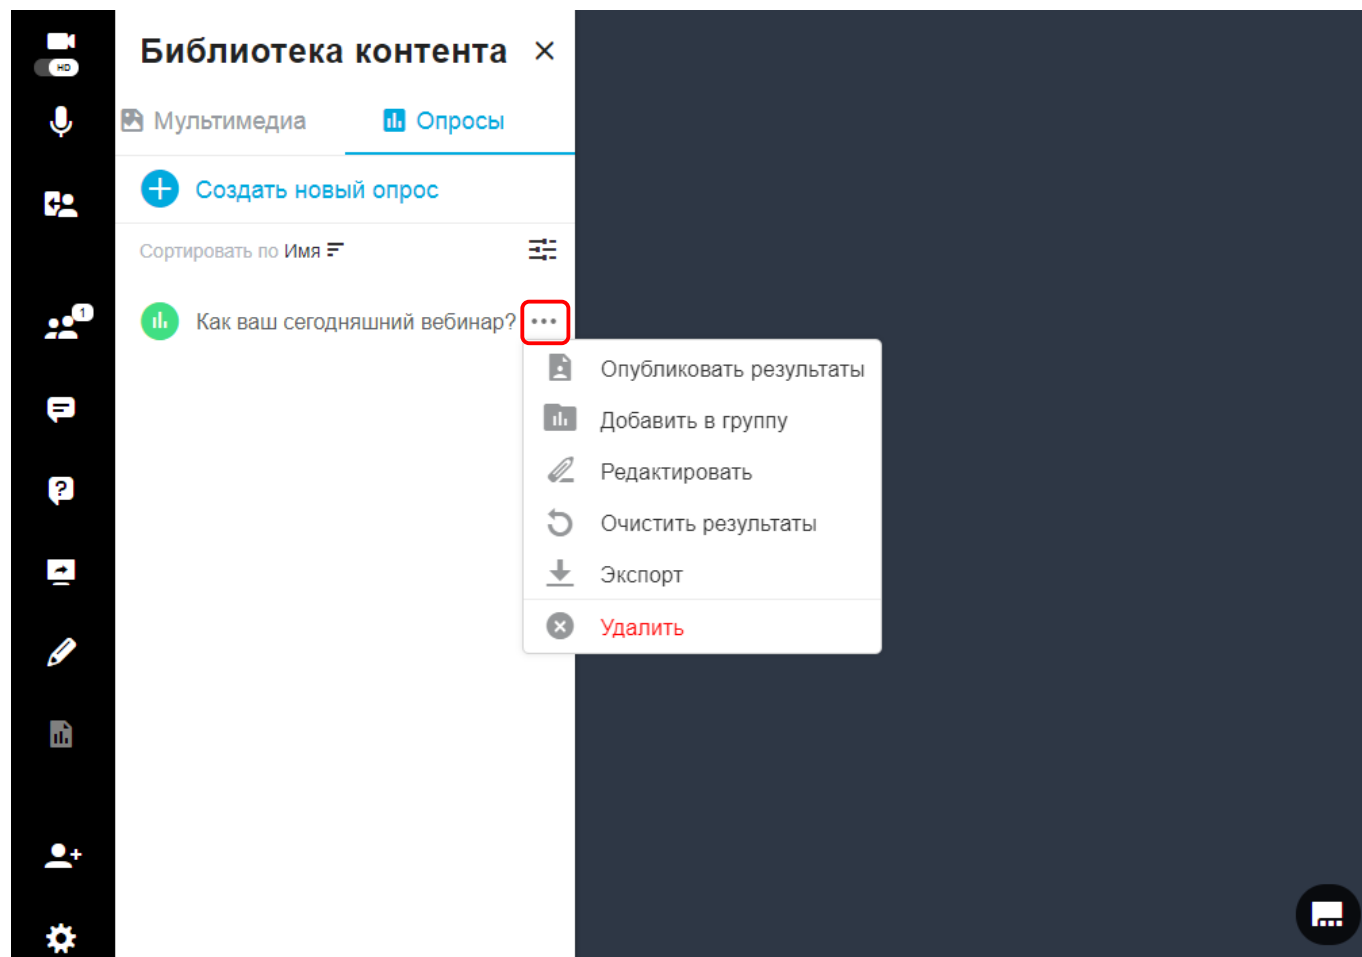 Библиотека контента
HD
Мультимедиа
Опросы
Создать новый опрос
Сортировать по Имя
1
Как ваш сегодняшний вебинар?
Опубликовать результаты
Добавить в группу
Редактировать
Очистить результаты
Экспорт
Удалить